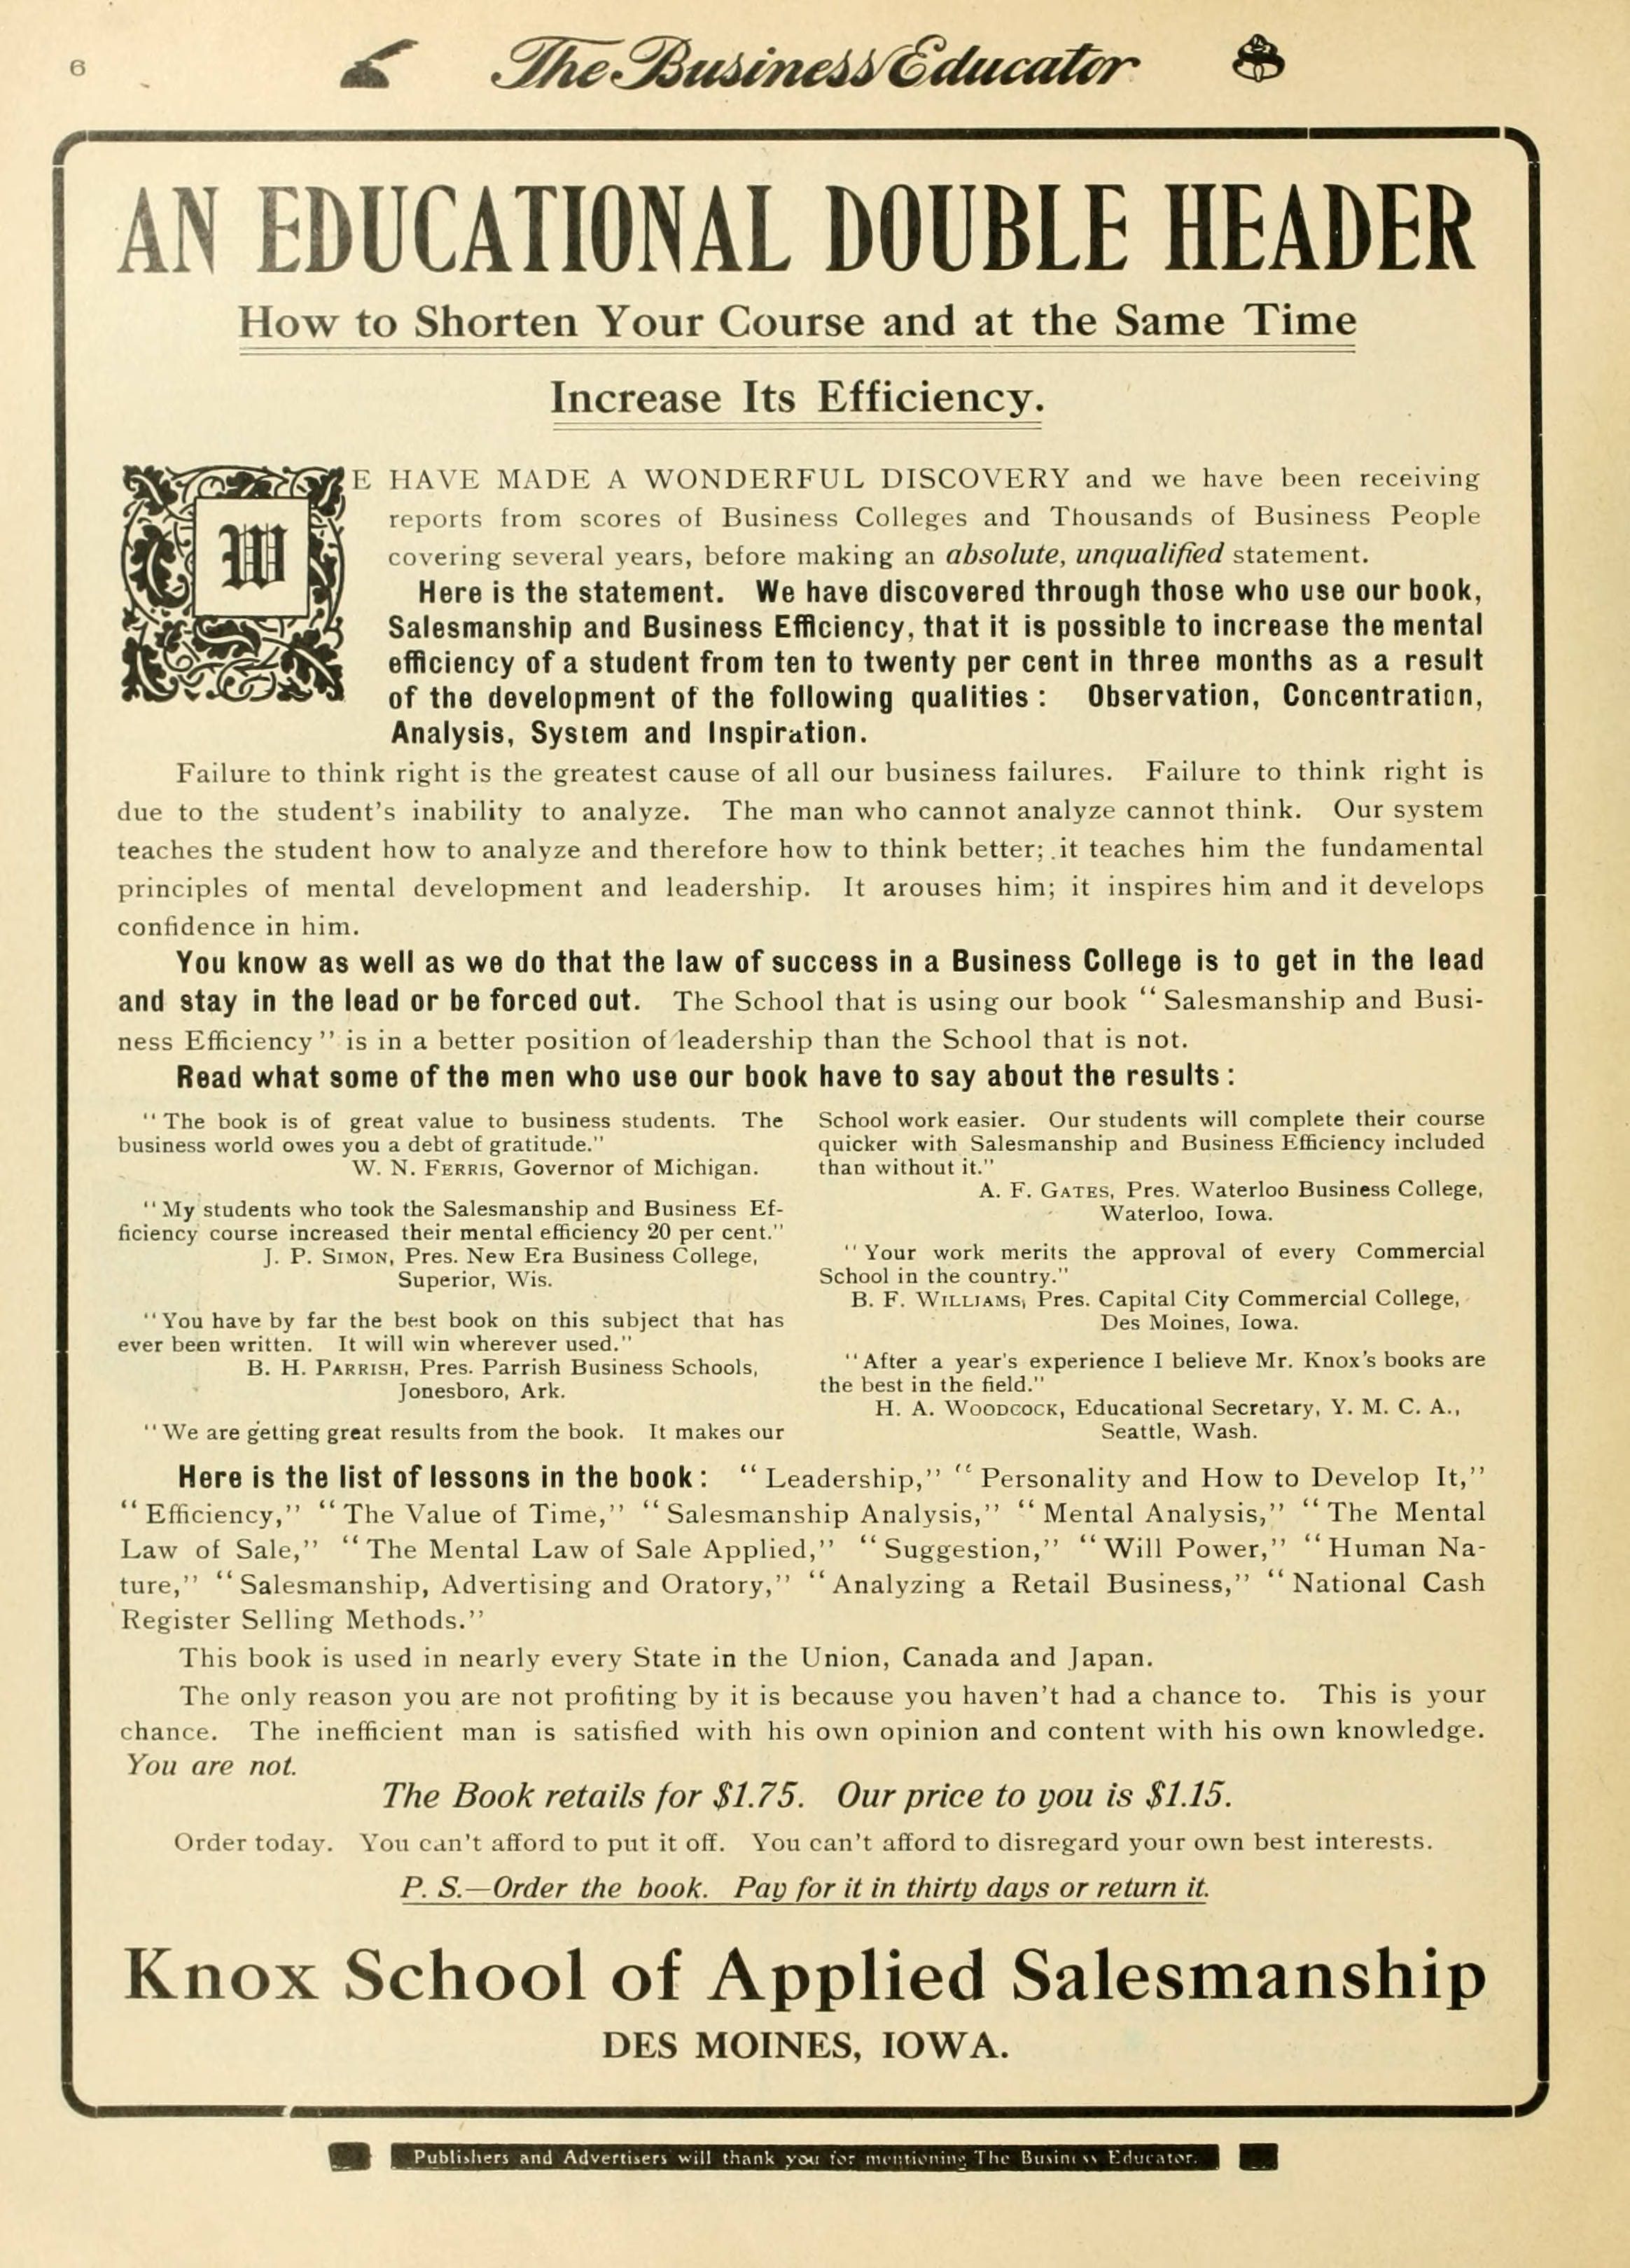 6
The Business Educator
AN EDUCATIONAL DOUBLE HEADER
How to Shorten Your Course and at the Same Time
Increase Its Efficiency.
WE HAVE MADE A WONDERFUL DISCOVERY and we have been receiving
reports from scores of Business Colleges and Thousands of Business People
covering several years, before making an absolute, unqualified statement.
Here is the statement. We have discovered through those who use our book,
Salesmanship and Business Efficiency, that it is possible to increase the mental
efficiency of a student from ten to twenty per cent in three months as a result
of the development of the following qualities: Observation, Concentration,
Analysis, System and Inspiration.
Failure to think right is the greatest cause of all our business failures. Failure to think right is
due to the student's inability to analyze. The man who cannot analyze cannot think. Our system
teaches the student how to analyze and therefore how to think better; it teaches him the fundamental
principles of mental development and leadership. It arouses him; it inspires him and it develops
confidence in him.
You know as well as we do that the law of success in a Business College is to get in the lead
and stay in the lead or be forced out. The School that is using our book "Salesmanship and Busi-
ness Efficiency" is in a better position of leadership than the School that is not.
Read what some of the men who use our book have to say about the results:
"The book is of great value to business students. The
business world owes you a debt of gratitude."
W. N. FERRIS, Governor of Michigan.
"My students who took the Salesmanship and Business Ef-
ficiency course increased their mental efficiency 20 per cent."
J. P. SIMON, Pres. New Era Business College,
Superior, Wis.
"You have by far the best book on this subject that has
ever been written. It will win wherever used."
B. H. PARRISH, Pres. Parrish Business Schools,
Jonesboro, Ark.
"We are getting great results from the book. It makes our
School work easier. Our students will complete their course
quicker with Salesmanship and Business Efficiency included
than without it."
A. F. GATES, Pres. Waterloo Business College,
Waterloo, Iowa.
"Your work merits the approval of every Commercial
School in the country."
B. F. WILLIAMS, Pres. Capital City Commercial College,
Des Moines, Iowa.
"After a year's experience I believe Mr. Knox's books are
the best in the field."
H. A. WOODCOCK, Educational Secretary, Y. M. C. A.,
Seattle, Wash.
Here is the list of lessons in the book: "Leadership," "Personality and How to Develop It,"
"Efficiency," "The Value of Time," "Salesmanship Analysis," "Mental Analysis," "The Mental
Law of Sale," "The Mental Law of Sale Applied," "Suggestion," "Will Power," "Human Na-
ture," "Salesmanship, Advertising and Oratory," "Analyzing a Retail Business," "National Cash
Register Selling Methods."
This book is used in nearly every State in the Union, Canada and Japan.
The only reason you are not profiting by it is because you haven't had a chance to. This is your
chance. The inefficient man is satisfied with his own opinion and content with his own knowledge.
You are not.
The Book retails for $1.75. Our price to you is $1.15.
Order today. You can't afford to put it off. You can't afford to disregard your own best interests.
P. S.—Order the book. Pay for it in thirty days or return it.
Knox School of Applied Salesmanship
DES MOINES, IOWA.
Publishers and Advertisers will thank you for mentioning The Business Educator.